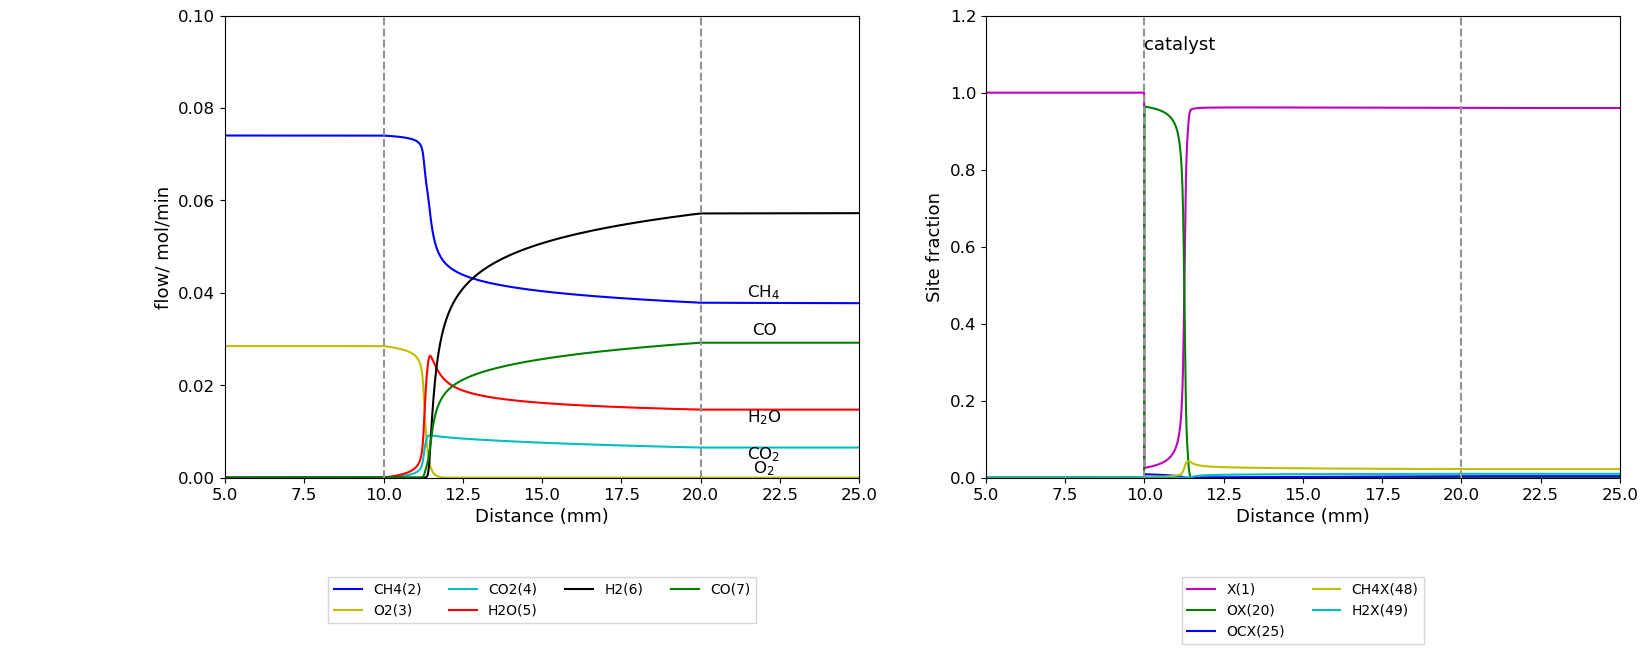 0.10
0.08
0.06
0.04
0.02
0.00
flow/ mol/min
CH4
CO
H2O
CO2
O2
5.0 7.5 10.0 12.5 15.0 17.5 20.0 22.5 25.0
Distance (mm)
CH4(2) CO2(4) H2(6) CO(7)
O2(3) H2O(5)
1.2
1.0
0.8
0.6
0.4
0.2
0.0
Site fraction
catalyst
5.0 7.5 10.0 12.5 15.0 17.5 20.0 22.5 25.0
Distance (mm)
X(1) CH4X(48)
OX(20) H2X(49)
OCX(25)